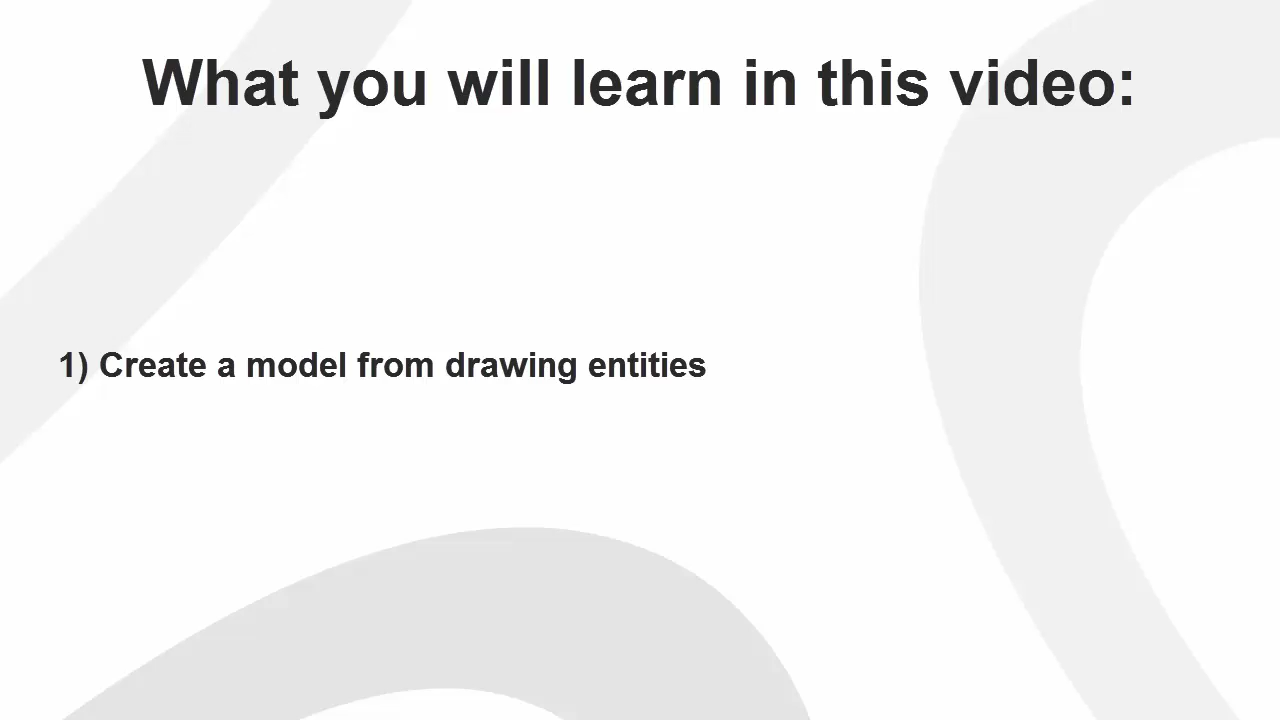 What you will learn in this video:
1) Create a model from drawing entities